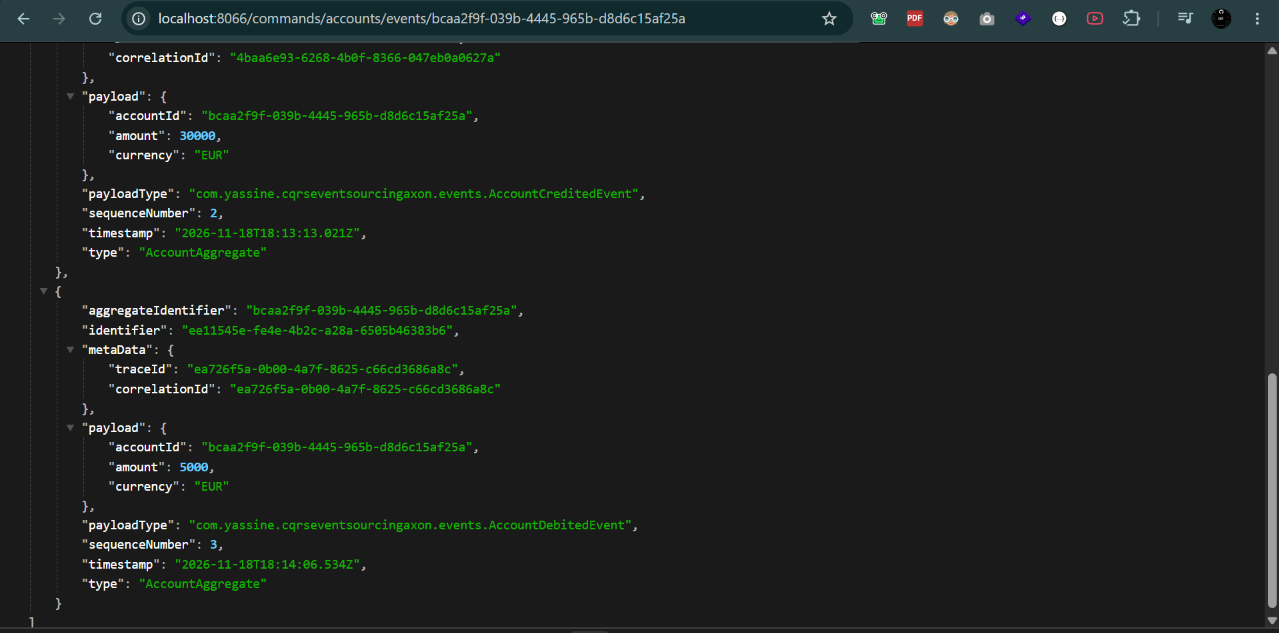 localhost:8066/commands/accounts/events/bcaa2f9f-039b-4445-965b-d8d6c15af25a
PDF
"correlationId": "4baa6e93-6268-4b0f-8366-047eb0a0627a"
},
"payload": {
"accountId": "bcaa2f9f-039b-4445-965b-d8d6c15af25a",
"amount": 30000,
"currency": "EUR"
},
"payloadType": "com.yassine.cqrseventsourcingaxon.events.AccountCreditedEvent",
"sequenceNumber": 2,
"timestamp": "2026-11-18T18:13:13.021Z",
"type": "AccountAggregate"
},
{
"aggregateIdentifier": "bcaa2f9f-039b-4445-965b-d8d6c15af25a",
"identifier": "ee11545e-fe4e-4b2c-a28a-6505b46383b6",
"metaData": {
"traceId": "ea726f5a-0b00-4a7f-8625-c66cd3686a8c",
"correlationId": "ea726f5a-0b00-4a7f-8625-c66cd3686a8c"
},
"payload": {
"accountId": "bcaa2f9f-039b-4445-965b-d8d6c15af25a",
"amount": 5000,
"currency": "EUR"
},
"payloadType": "com.yassine.cqrseventsourcingaxon.events.AccountDebitedEvent",
"sequenceNumber": 3,
"timestamp": "2026-11-18T18:14:06.534Z",
"type": "AccountAggregate"
}
]